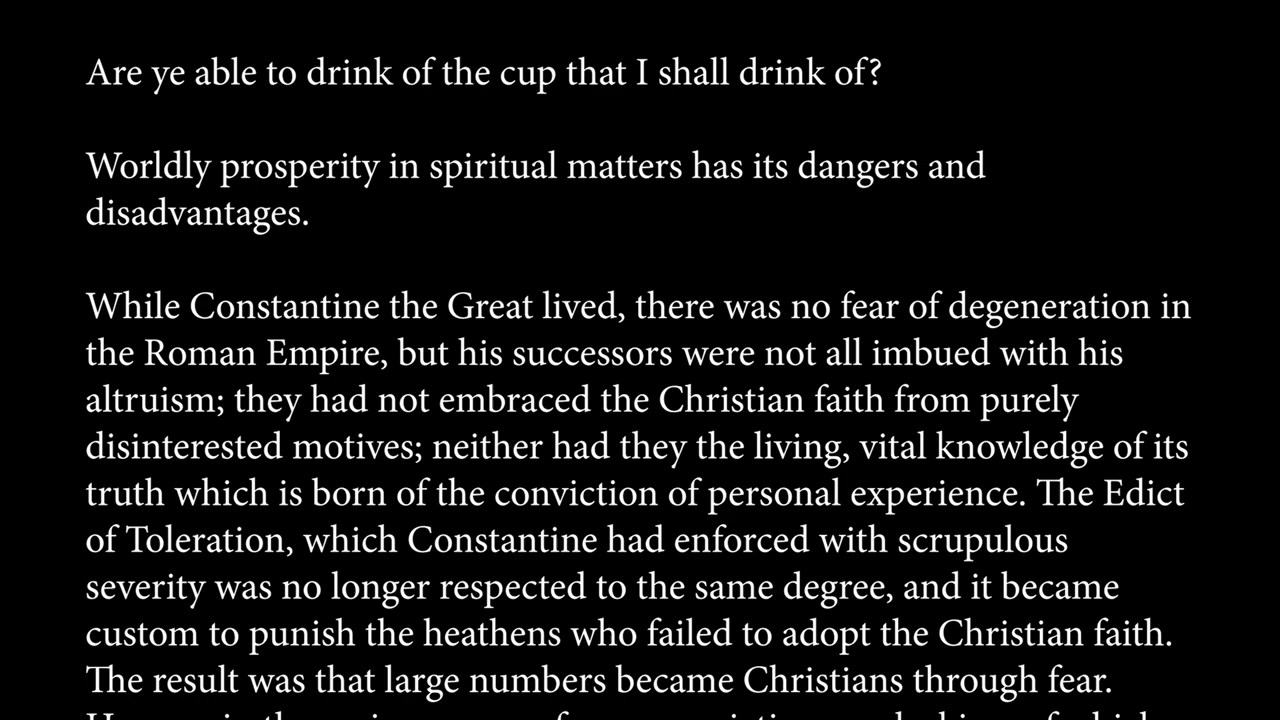 Are ye able to drink of the cup that I shall drink of?
Worldly prosperity in spiritual matters has its dangers and
disadvantages.
While Constantine the Great lived, there was no fear of degeneration in
the Roman Empire, but his successors were not all imbued with his
altruism; they had not embraced the Christian faith from purely
disinterested motives; neither had they the living, vital knowledge of its
truth which is born of the conviction of personal experience. The Edict
of Toleration, which Constantine had enforced with scrupulous
severity was no longer respected to the same degree, and it became
custom to punish the heathens who failed to adopt the Christian faith.
The result was that large numbers became Christians through fear.